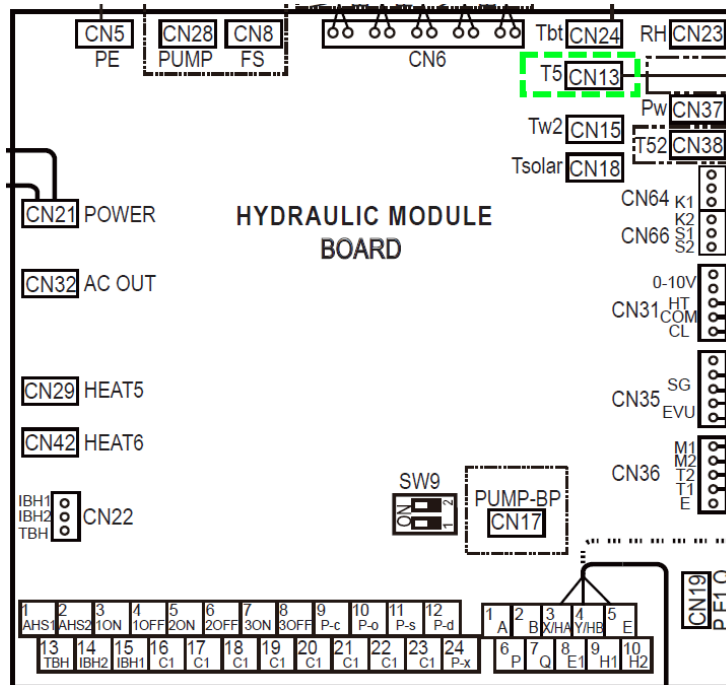 CN5 CN28 CN8 Tbt CN24 RH CN23
PE PUMP FS CN6
T5 CN13
Pw CN37
Tw2 CN15
T52 CN38
Tsolar CN18
CN64 K1
CN21 POWER
HYDRAULIC MODULE
BOARD
K2
CN66 S1
S2
CN32 AC OUT
0-10V
CN31 HT
COM
CL
CN29 HEAT5
SG
CN35
EVU
CN42 HEAT6
M1
M2
CN36 T2
T1
E
SW9
PUMP-BP
IBH1
IBH2 CN22
TBH
ON 2
1
CN17
CN19
P E1 Q
1 2 3 4 5 6 7 8 9 10 11 12
AHS1 AHS2 1ON 1OFF 2ON 2OFF 3ON 3OFF P-c P-o P-s P-d
13 14 15 16 17 18 19 20 21 22 23 24
TBH IBH2 IBH1 C1 C1 C1 C1 C1 C1 C1 C1 P-x
1 2 3 4 5
A B X/HA Y/HB E
6 7 8 9 10
P Q E1 H1 H2